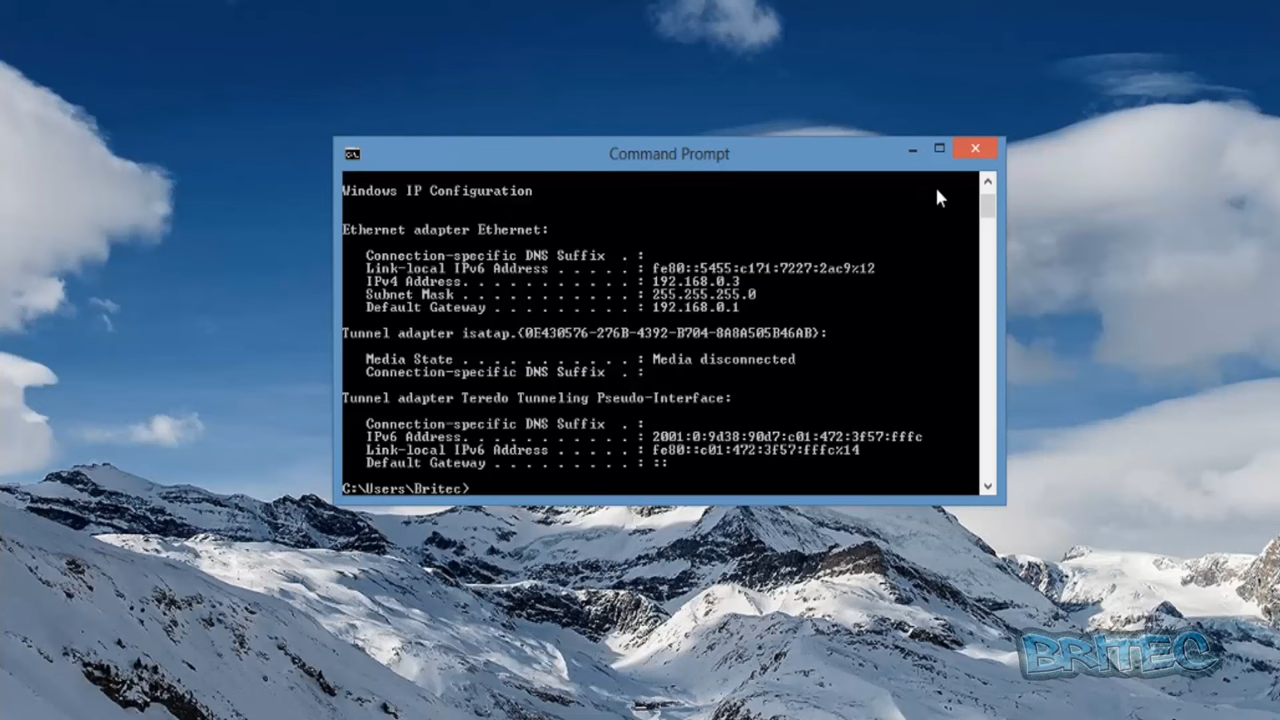 C:\.
Command Prompt
Windows IP Configuration
Ethernet adapter Ethernet:
Connection-specific DNS Suffix . :
Link-local IPv6 Address . . . . . : fe80::5455:c171:7227:2ac9%12
IPv4 Address. . . . . . . . . . . : 192.168.0.3
Subnet Mask . . . . . . . . . . . : 255.255.255.0
Default Gateway . . . . . . . . . : 192.168.0.1
Tunnel adapter isatap.{0E430576-276B-4392-B704-8A8A505B46AB}:
Media State . . . . . . . . . . . : Media disconnected
Connection-specific DNS Suffix . :
Tunnel adapter Teredo Tunneling Pseudo-Interface:
Connection-specific DNS Suffix . :
IPv6 Address. . . . . . . . . . . : 2001:0:9d38:90d7:c01:472:3f57:fffc
Link-local IPv6 Address . . . . . : fe80::c01:472:3f57:fffc%14
Default Gateway . . . . . . . . . : ::
C:\Users\Britec>
BRITEC